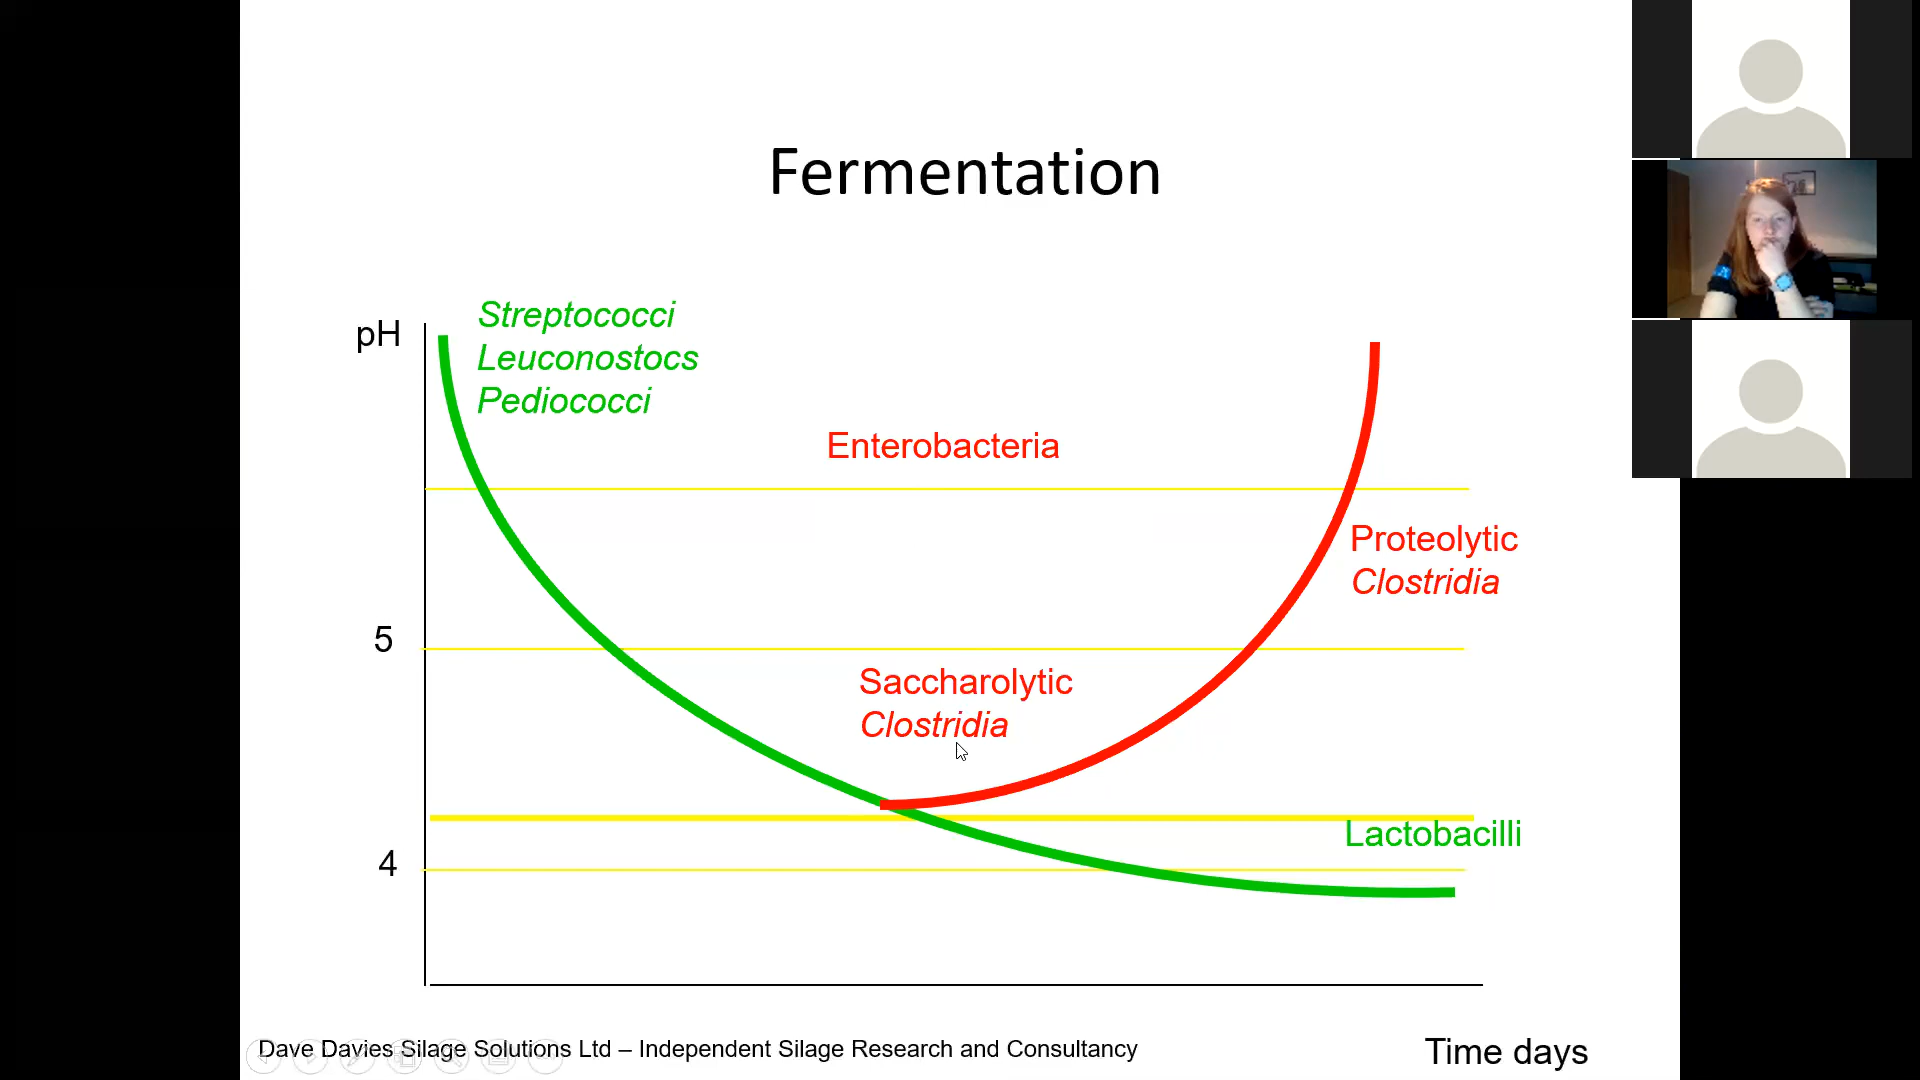 Fermentation
pH
Streptococci
Leuconostocs
Pediococci
Enterobacteria
Proteolytic
Clostridia
5
Saccharolytic
Clostridia
Lactobacilli
4
Dave Davies Silage Solutions Ltd – Independent Silage Research and Consultancy
Time days